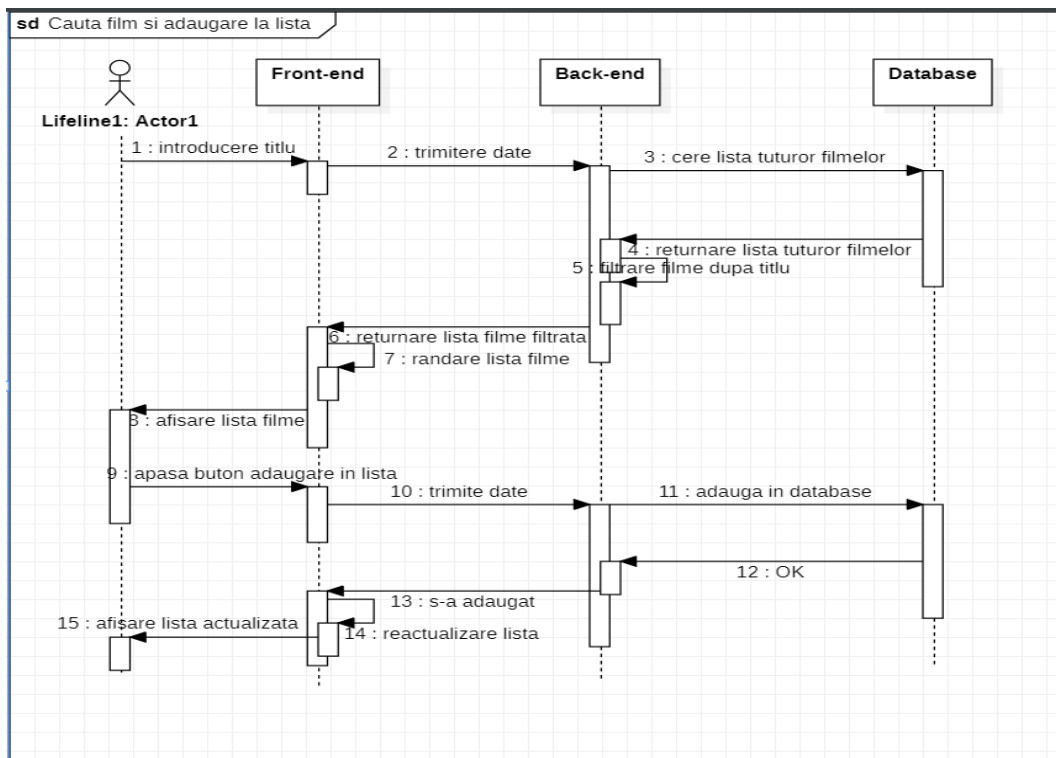 sd Cauta film si adaugare la lista
Front-end
Back-end
Database
Lifeline1: Actor1
1 : introducere titlu
2 : trimitere date
3 : cere lista tuturor filmelor
4 : returnare lista tuturor filmelor
5 : filtrare filme dupa titlu
6 : returnare lista filme filtrata
7 : randare lista filme
8 : afisare lista filme
9 : apasa buton adaugare in lista
10 : trimite date
11 : adauga in database
12 : OK
13 : s-a adaugat
15 : afisare lista actualizata
14 : reactualizare lista